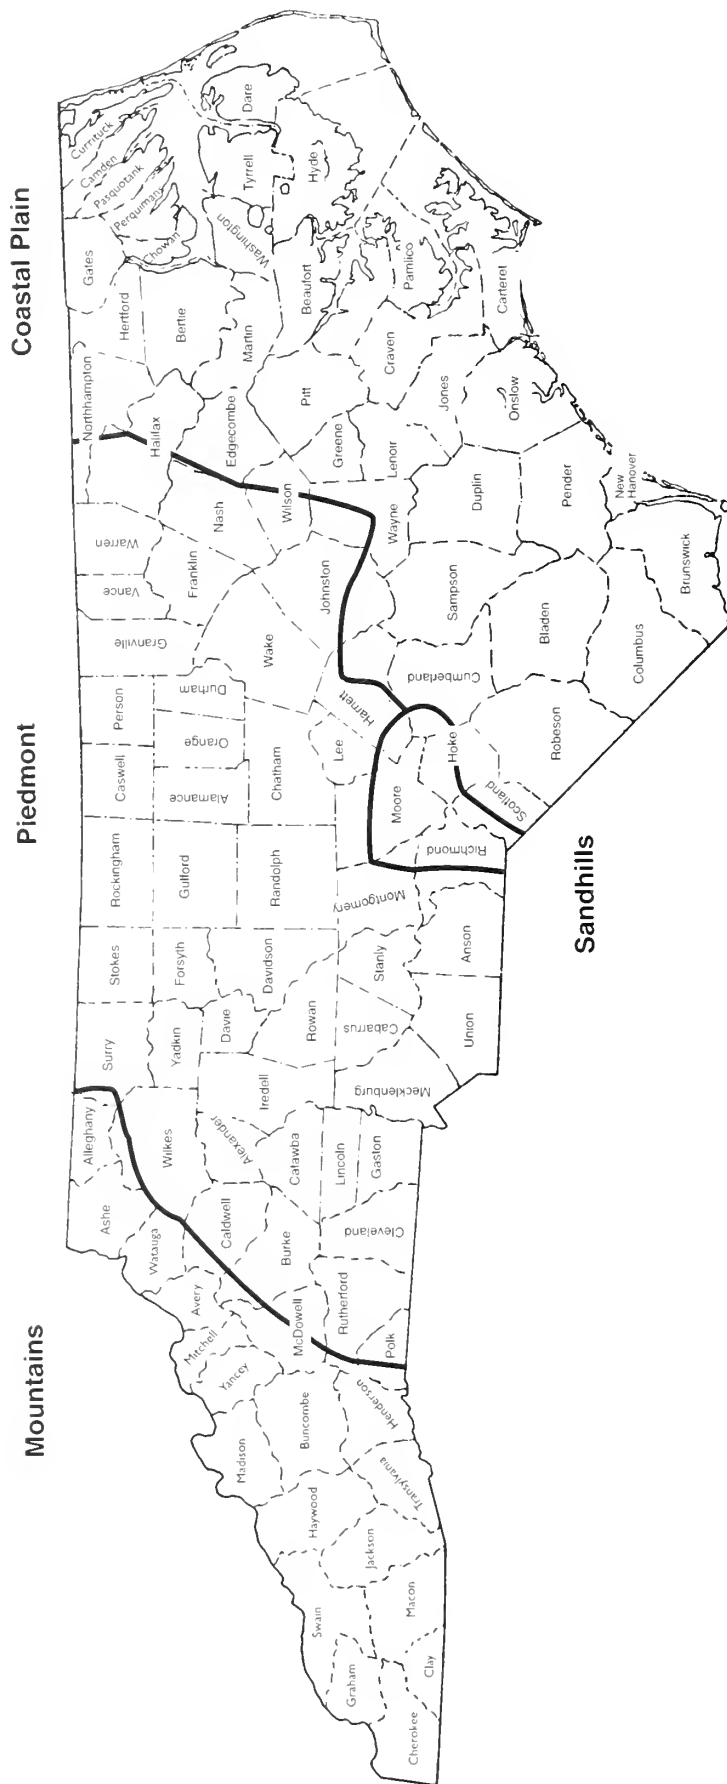 Mountains
Piedmont
Coastal Plain
Sandhills
Alleghany
Ashe
Surry
Stokes
Rockingham
Caswell
Person
Granville
Vance
Warren
Northhampton
Gates
Currituck
Camden
Pasquotank
Perquimans
Chowan
Hertford
Halifax
Bertie
Watauga
Wilkes
Yadkin
Forsyth
Guilford
Alamance
Orange
Durham
Franklin
Nash
Edgecombe
Martin
Washington
Tyrrell
Dare
Mitchell
Avery
Yancey
Caldwell
Alexander
Davie
Iredell
Davidson
Randolph
Chatham
Wake
Wilson
Pitt
Beaufort
Hyde
Madison
Buncombe
McDowell
Burke
Catawba
Rowan
Lee
Johnston
Greene
Haywood
Swain
Rutherford
Lincoln
Cabarrus
Stanly
Montgomery
Moore
Harnett
Wayne
Lenoir
Craven
Pamlico
Graham
Jackson
Henderson
Polk
Cleveland
Gaston
Mecklenburg
Cherokee
Clay
Macon
Transylvania
Union
Anson
Richmond
Hoke
Cumberland
Sampson
Duplin
Jones
Carteret
Scotland
Robeson
Bladen
Pender
Onslow
Columbus
Brunswick
New
Hanover